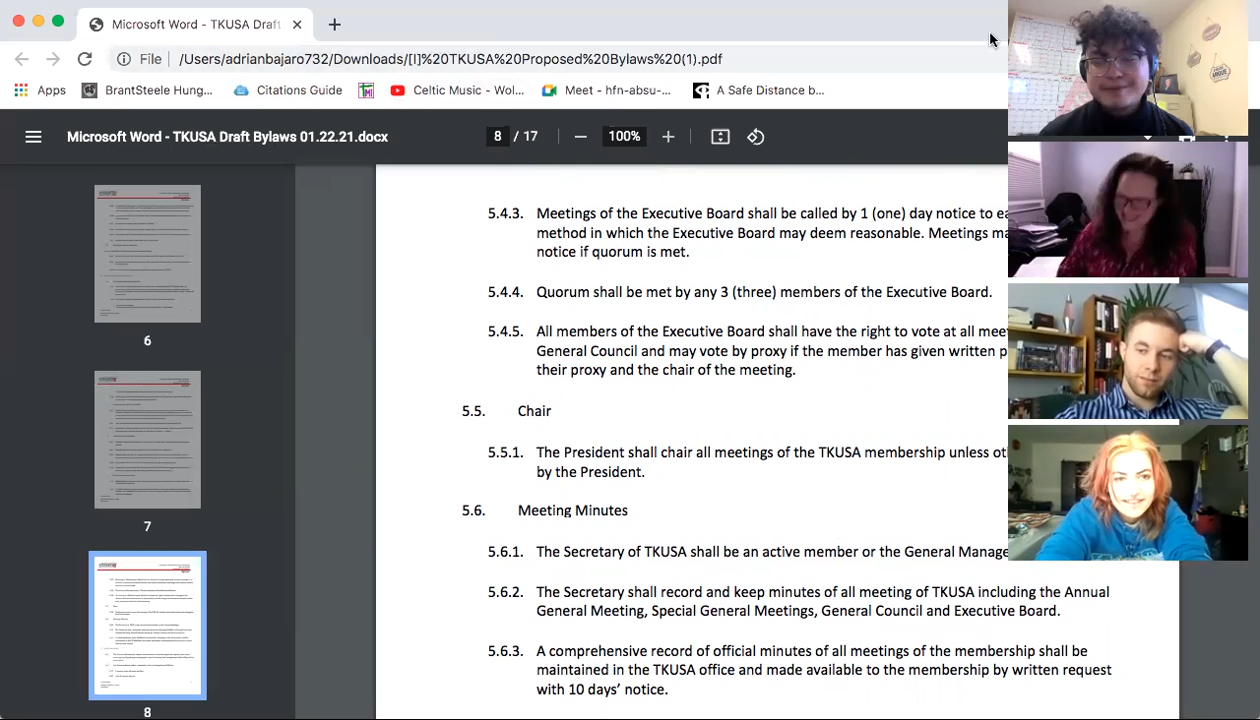 Microsoft Word - TKUSA Draft
File
/Users/adrianbajaro732/Downloads/[I]%20TKUSA%20Proposed%20Bylaws%20(1).pdf
Apps
BrantSteele Hung...
Citations Guide
Celtic Music - Wol...
Meet - hfn-absu-...
A Safe Distance b...
Microsoft Word - TKUSA Draft Bylaws 01.22.21.docx
8 / 17
100%
6
7
8
5.4.3. Meetings of the Executive Board shall be called by 1 (one) day notice to ea
method in which the Executive Board may deem reasonable. Meetings ma
notice if quorum is met.
5.4.4. Quorum shall be met by any 3 (three) members of the Executive Board.
5.4.5. All members of the Executive Board shall have the right to vote at all mee
General Council and may vote by proxy if the member has given written p
their proxy and the chair of the meeting.
5.5. Chair
5.5.1. The President shall chair all meetings of the TKUSA membership unless ot
by the President.
5.6. Meeting Minutes
5.6.1. The Secretary of TKUSA shall be an active member or the General Manage
5.6.2. The Secretary shall record and keep minutes of all meeting of TKUSA including the Annual
General Meeting, Special General Meetings, General Council and Executive Board.
5.6.3. A comprehensive record of official minutes of all meetings of the membership shall be
maintained in the TKUSA office and made available to the membership by written request
with 10 days’ notice.